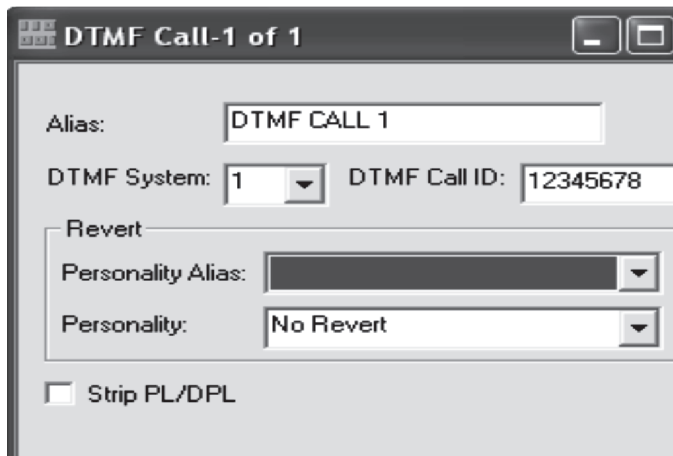 DTMF Call-1 of 1
Alias: DTMF CALL 1
DTMF System: 1 DTMF Call ID: 12345678
Revert
Personality Alias:
Personality: No Revert
Strip PL/DPL